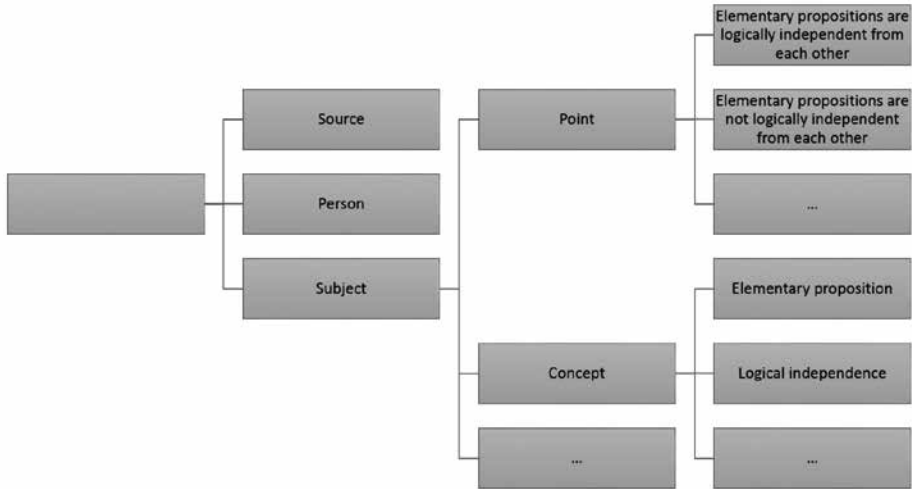 Elementary propositions are
logically independent from
each other
Source
Point
Elementary propositions are
not logically independent
from each other
Person
...
Subject
Elementary proposition
Concept
Logical independence
...
...